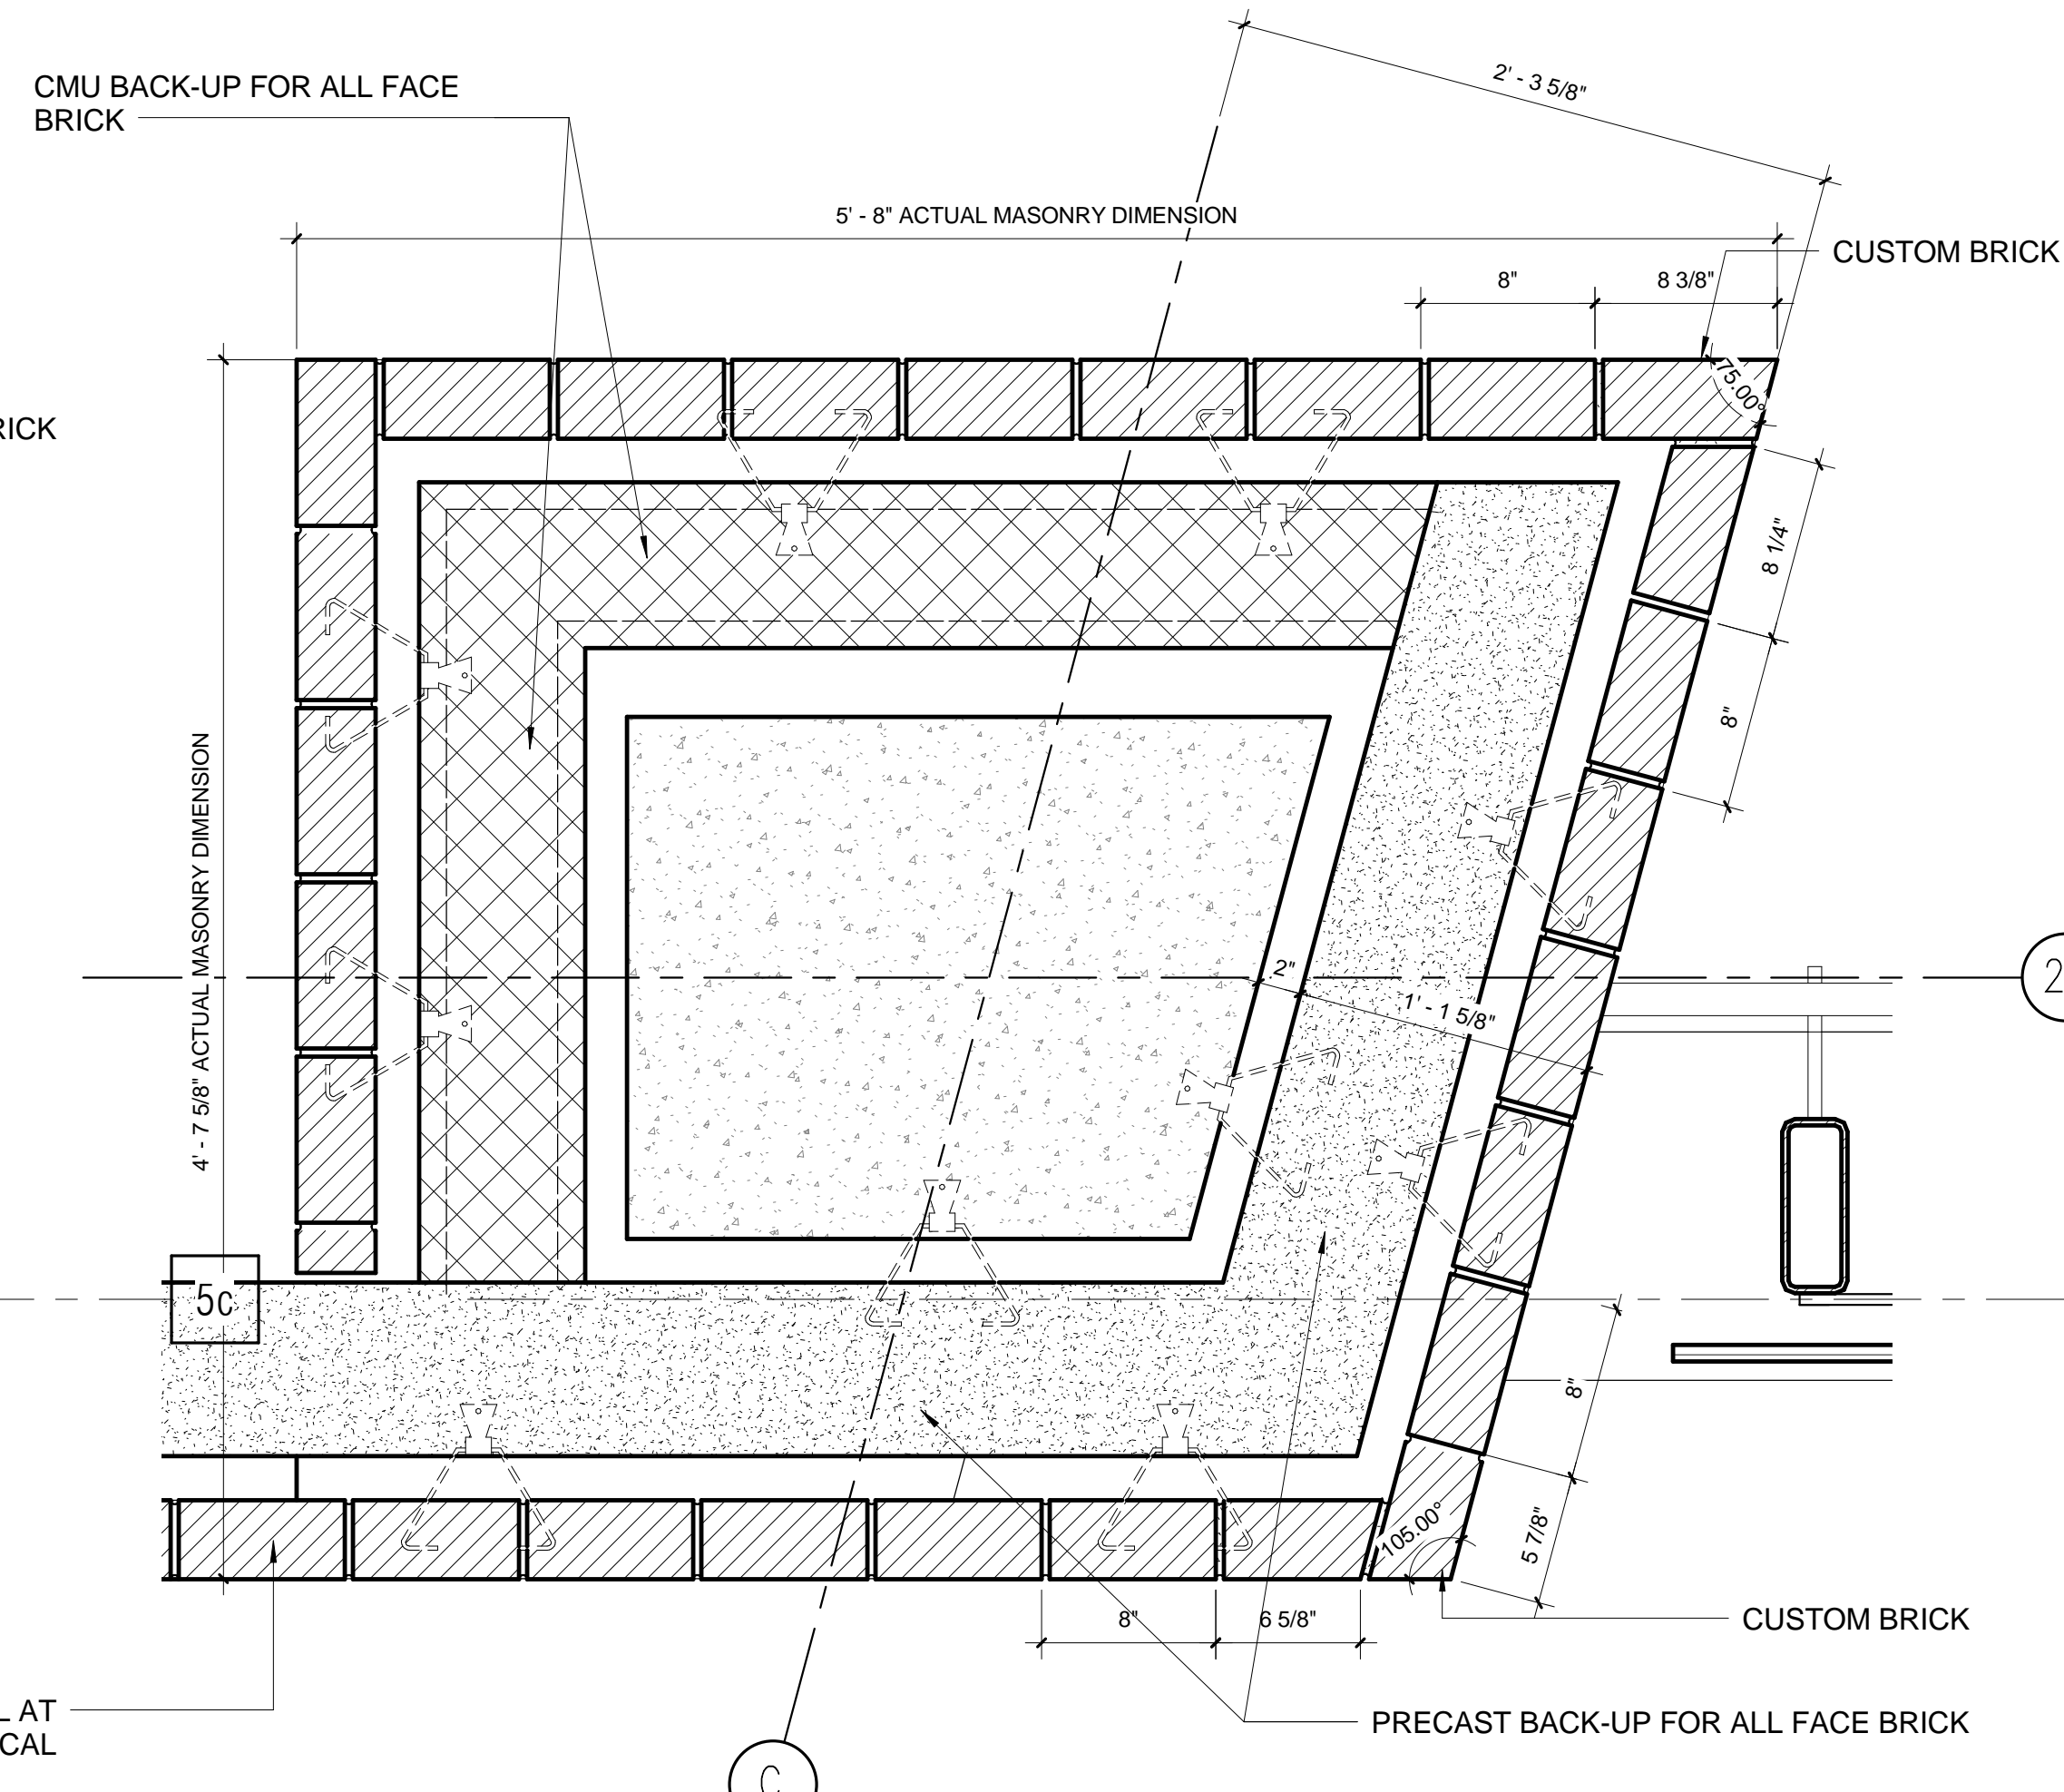 2' - 3 5/8"
CMU BACK-UP FOR ALL FACE
BRICK
5' - 8" ACTUAL MASONRY DIMENSION
CUSTOM BRICK
8"
8 3/8"
75.00°
RICK
8 1/4"
8"
4' - 7 5/8" ACTUAL MASONRY DIMENSION
2"
1' - 1 5/8"
2
5c
8"
105.00°
5 7/8"
8"
6 5/8"
CUSTOM BRICK
L AT
CAL
PRECAST BACK-UP FOR ALL FACE BRICK
C